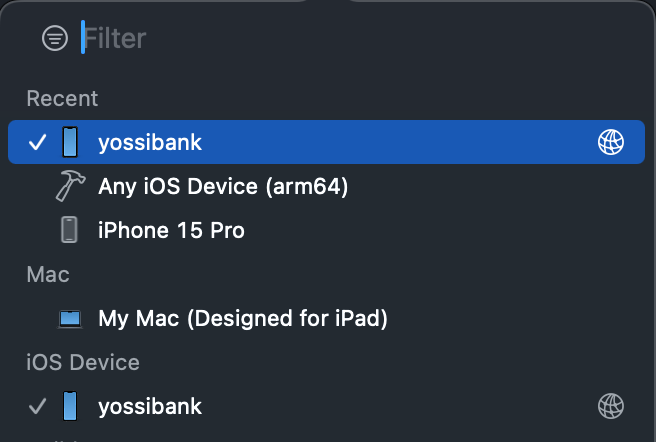 Filter
Recent
yossibank
Any iOS Device (arm64)
iPhone 15 Pro
Mac
My Mac (Designed for iPad)
iOS Device
yossibank